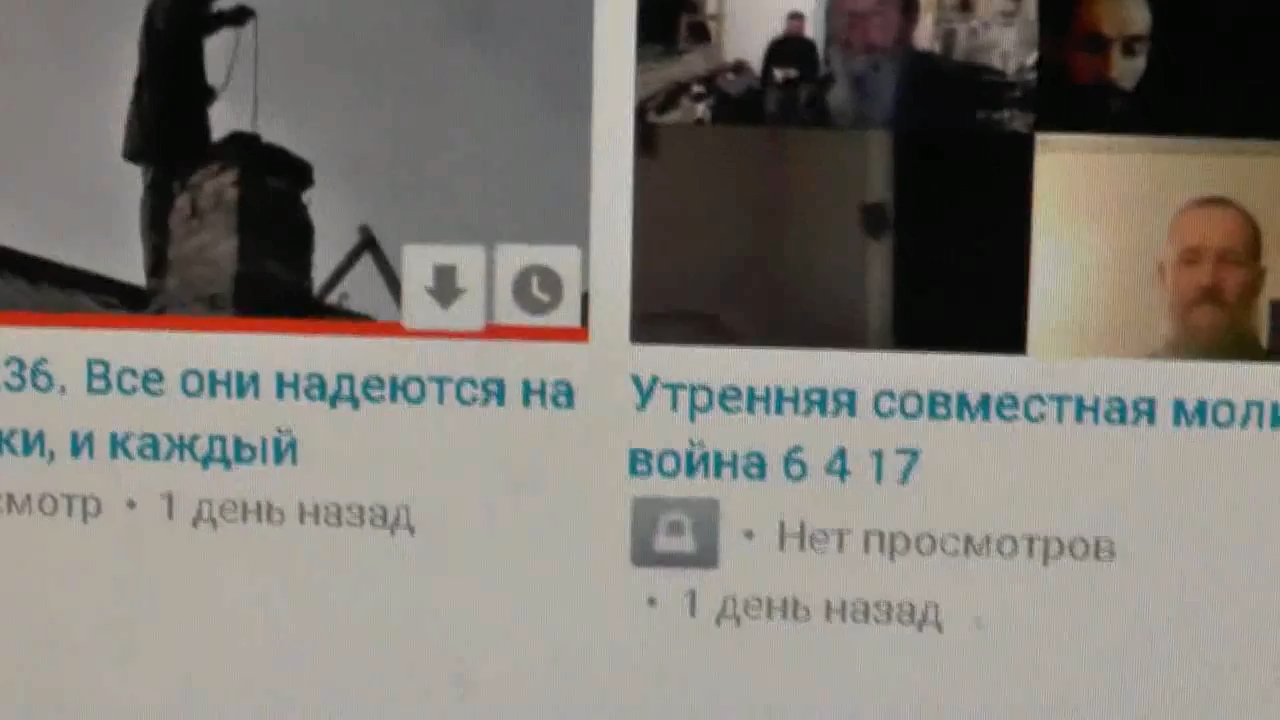 36. Все они надеются на
ки, и каждый
смотр • 1 день назад
Утренняя совместная моли
война 6 4 17
• Нет просмотров
• 1 день назад